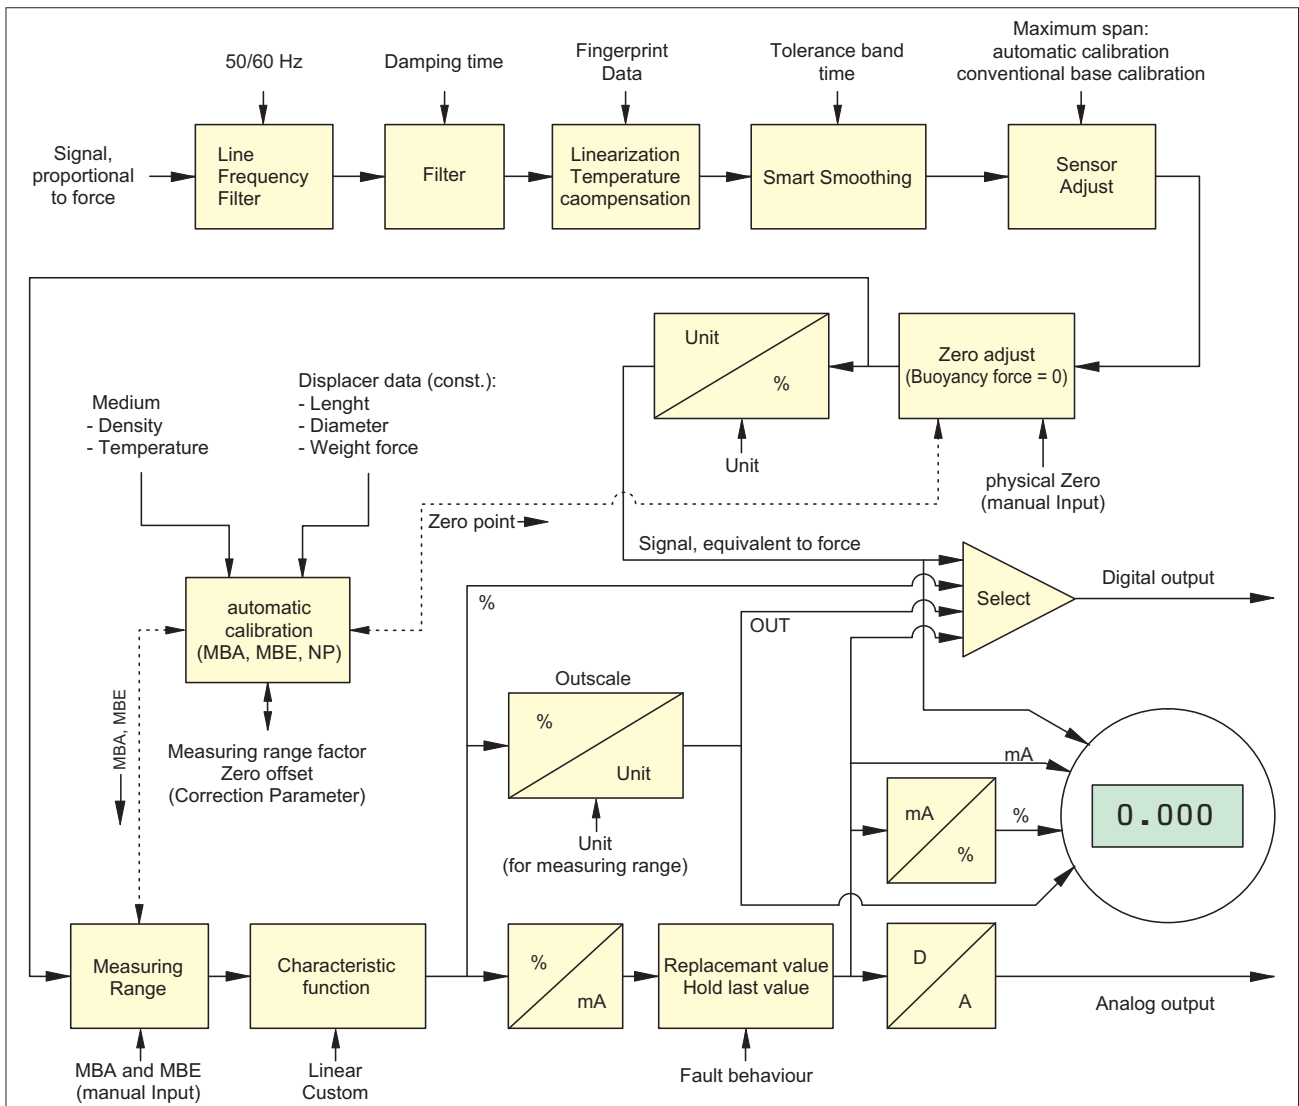 50/60 Hz
Damping time
Fingerprint
Data
Tolerance band
time
Maximum span:
automatic calibration
conventional base calibration
Signal,
proportional
to force
Line
Frequency
Filter
Filter
Linearization
Temperature
caompensation
Smart Smoothing
Sensor
Adjust
Unit
%
Unit
Zero adjust
(Buoyancy force = 0)
physical Zero
(manual Input)
Medium
- Density
- Temperature
Displacer data (const.):
- Lenght
- Diameter
- Weight force
Zero point
Signal, equivalent to force
automatic
calibration
(MBA, MBE, NP)
%
OUT
Select
Digital output
MBA, MBE
Measuring range factor
Zero offset
(Correction Parameter)
Outscale
%
Unit
Unit
(for measuring range)
mA
mA
%
%
0.000
Measuring
Range
Characteristic
function
%
mA
Replacemant value
Hold last value
D
A
Analog output
MBA and MBE
(manual Input)
Linear
Custom
Fault behaviour